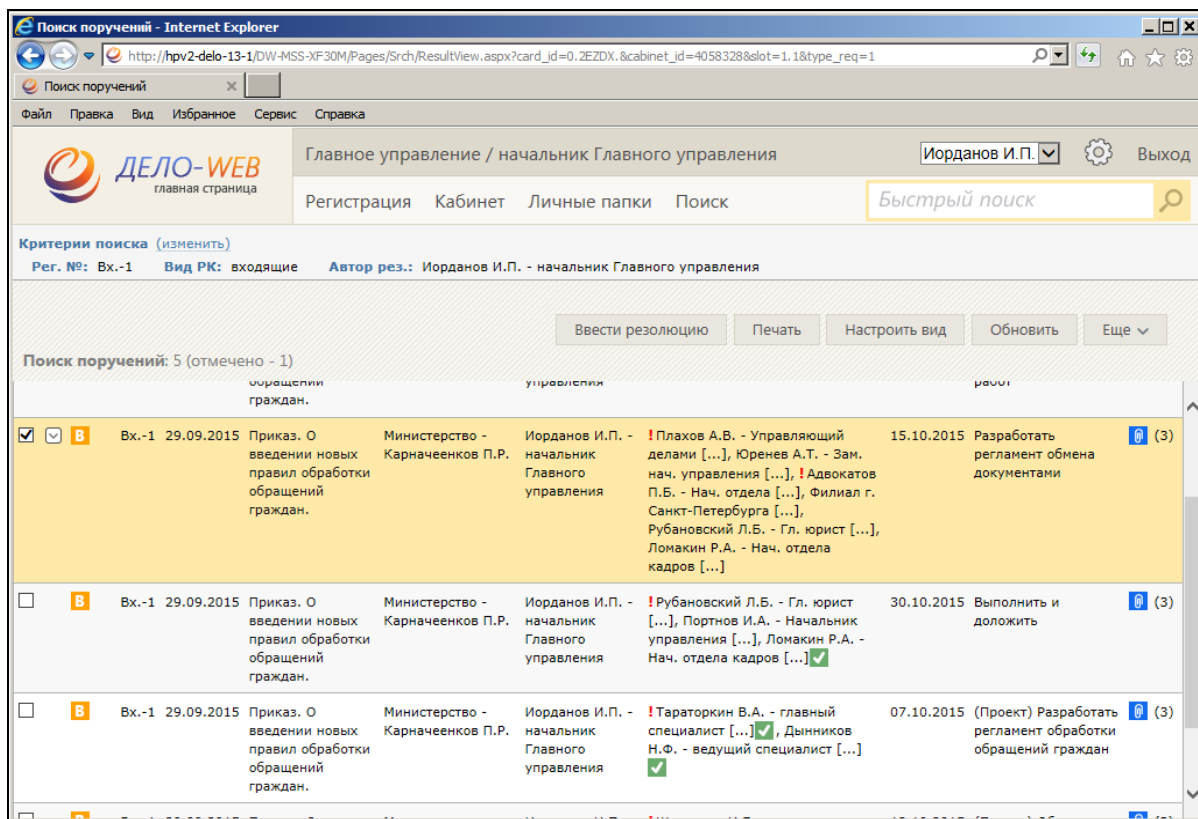 Поиск поручений - Internet Explorer
http://hpv2-delo-13-1/DW-MSS-XF30M/Pages/Srch/ResultView.aspx?card_id=0.2EZDX.&cabinet_id=4058328&slot=1.1&type_req=1
Поиск поручений
Файл Правка Вид Избранное Сервис Справка
ДЕЛО-WEB
главная страница
Главное управление / начальник Главного управления
Иорданов И.П.
Выход
Регистрация Кабинет Личные папки Поиск
Быстрый поиск
Критерии поиска (изменить)
Рег. №: Вх.-1 Вид РК: входящие Автор рез.: Иорданов И.П. - начальник Главного управления
Ввести резолюцию Печать Настроить вид Обновить Еще
Поиск поручений: 5 (отмечено - 1)
обращений управления работ
граждан.
В Вх.-1 29.09.2015 Приказ. О Министерство - Иорданов И.П. - !Плахов А.В. - Управляющий 15.10.2015 Разработать (3)
введении новых Карначеенков П.Р. начальник делами [...], Юренев А.Т. - Зам. регламент обмена
правил обработки Главного нач. управления [...], !Адвокатов документами
обращений управления П.Б. - Нач. отдела [...], Филиал г.
граждан. Санкт-Петербурга [...],
Рубановский Л.Б. - Гл. юрист [...],
Ломакин Р.А. - Нач. отдела
кадров [...]
В Вх.-1 29.09.2015 Приказ. О Министерство - Иорданов И.П. - !Рубановский Л.Б. - Гл. юрист 30.10.2015 Выполнить и (3)
введении новых Карначеенков П.Р. начальник [...], Портнов И.А. - Начальник доложить
правил обработки Главного управления [...], Ломакин Р.А. -
обращений управления Нач. отдела кадров [...]
граждан.
В Вх.-1 29.09.2015 Приказ. О Министерство - Иорданов И.П. - !Тараторкин В.А. - главный 07.10.2015 (Проект) Разработать (3)
введении новых Карначеенков П.Р. начальник специалист [...], Дынников регламент обработки
правил обработки Главного Н.Ф. - ведущий специалист [...] обращений граждан
обращений управления
граждан.